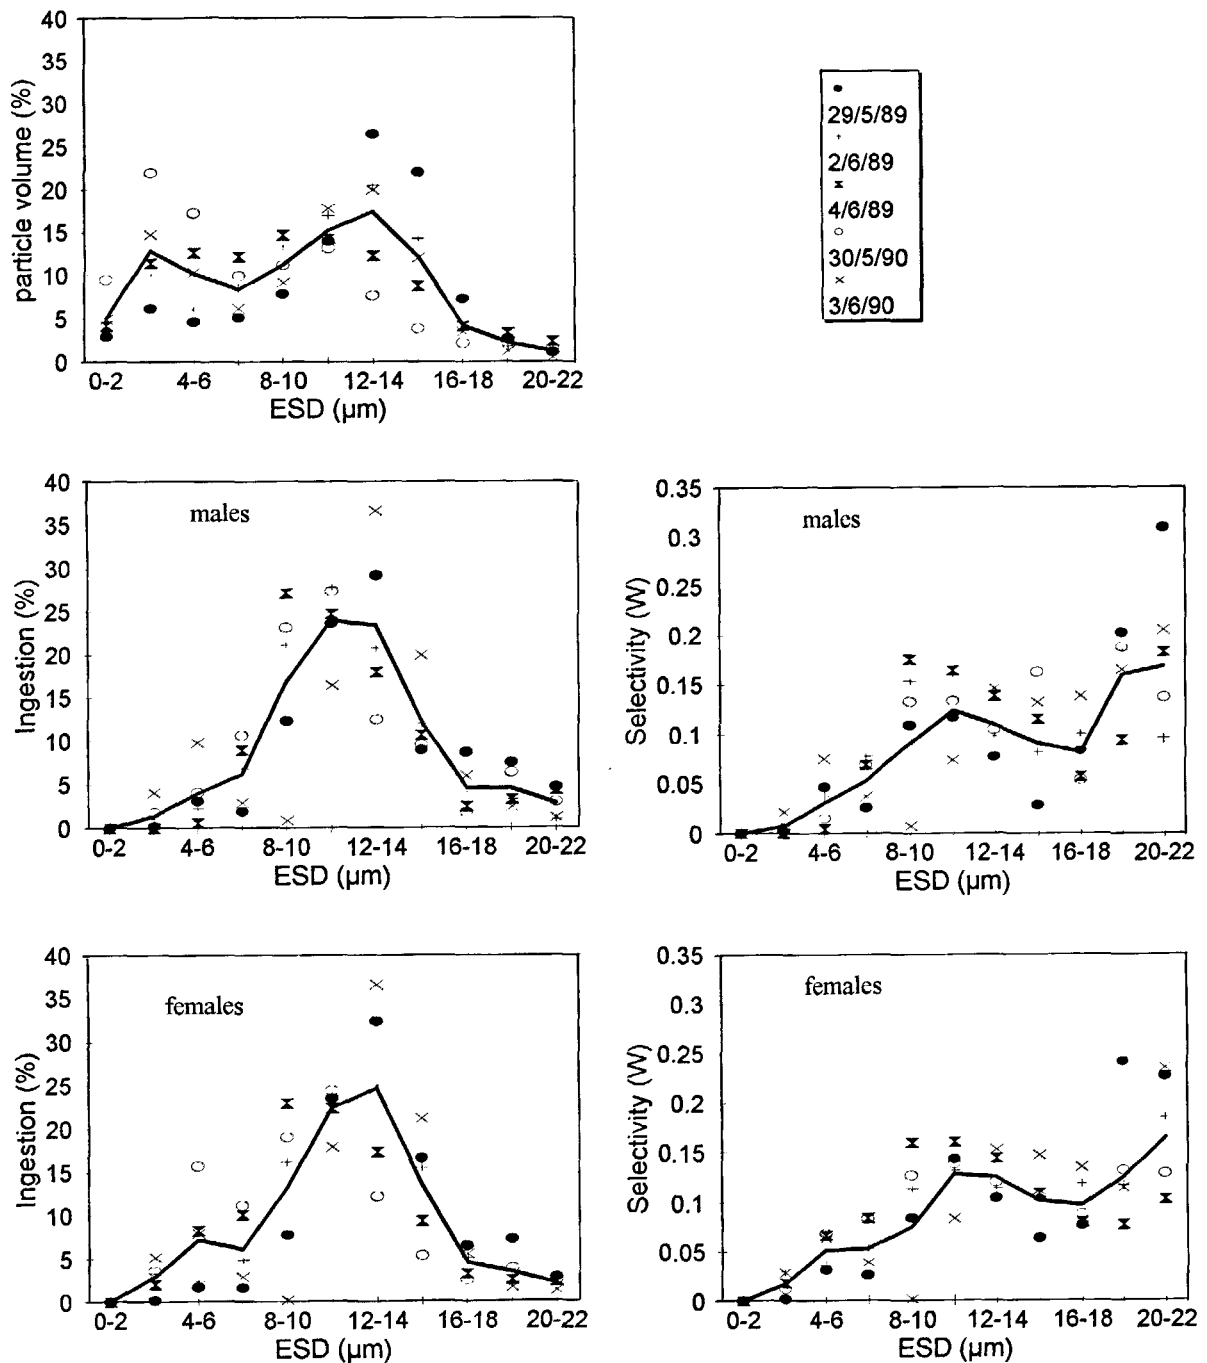 40
35
30
25
20
15
10
5
0
particle volume (%)
0-2 4-6 8-10 12-14 16-18 20-22
ESD (µm)
29/5/89
2/6/89
4/6/89
30/5/90
3/6/90
40
35
30
25
20
15
10
5
0
Ingestion (%)
males
0-2 4-6 8-10 12-14 16-18 20-22
ESD (µm)
0.35
0.3
0.25
0.2
0.15
0.1
0.05
0
Selectivity (W)
males
0-2 4-6 8-10 12-14 16-18 20-22
ESD (µm)
40
35
30
25
20
15
10
5
0
Ingestion (%)
females
0-2 4-6 8-10 12-14 16-18 20-22
ESD (µm)
0.35
0.3
0.25
0.2
0.15
0.1
0.05
0
Selectivity (W)
females
0-2 4-6 8-10 12-14 16-18 20-22
ESD (µm)